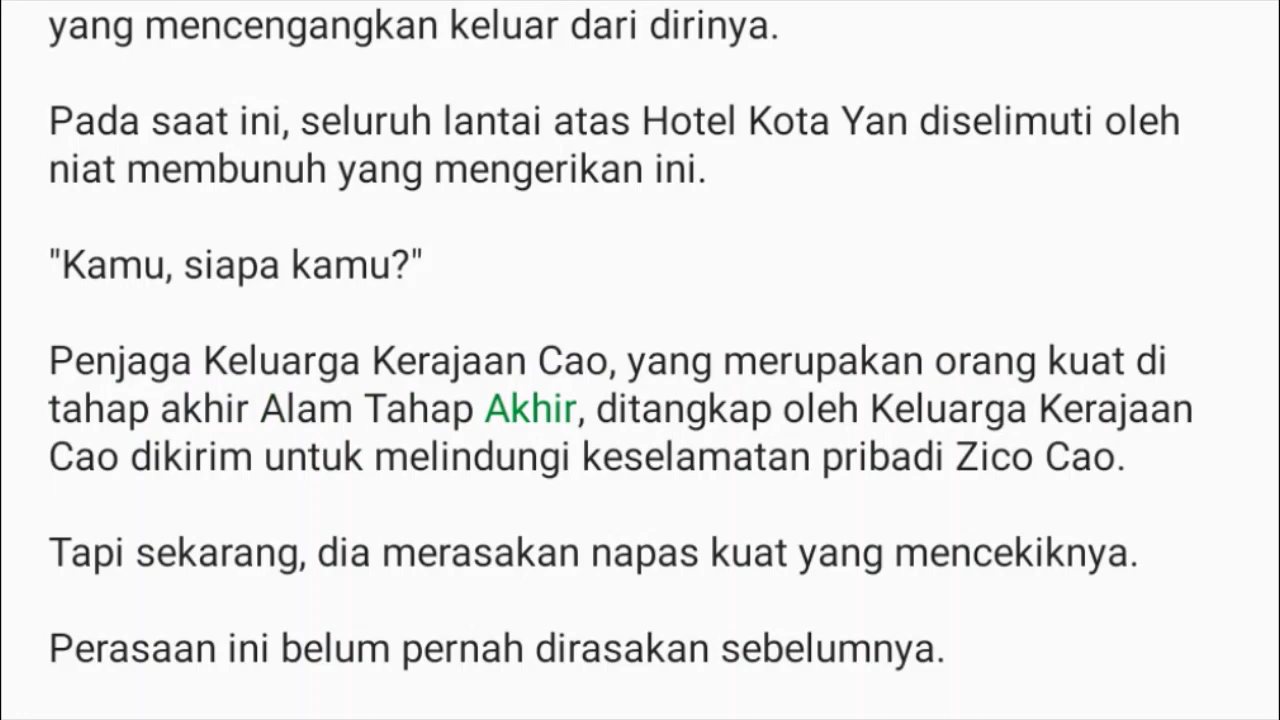 yang mencengangkan keluar dari dirinya.
Pada saat ini, seluruh lantai atas Hotel Kota Yan diselimuti oleh
niat membunuh yang mengerikan ini.
"Kamu, siapa kamu?"
Penjaga Keluarga Kerajaan Cao, yang merupakan orang kuat di
tahap akhir Alam Tahap Akhir, ditangkap oleh Keluarga Kerajaan
Cao dikirim untuk melindungi keselamatan pribadi Zico Cao.
Tapi sekarang, dia merasakan napas kuat yang mencekiknya.
Perasaan ini belum pernah dirasakan sebelumnya.